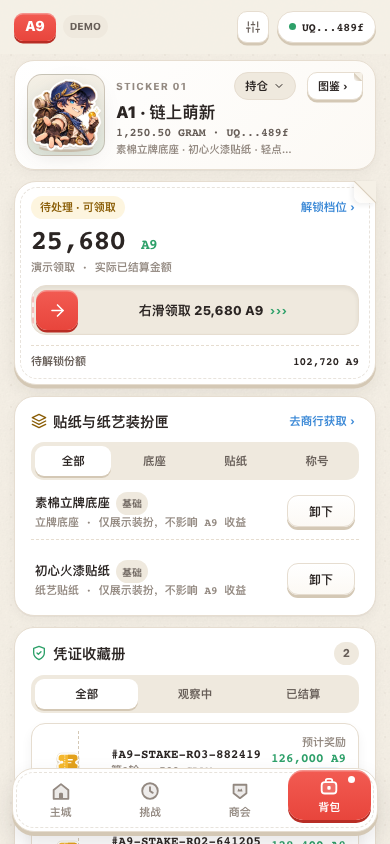 A9 DEMO UQ...489f
STICKER 01 持仓 图鉴 ›
A1 · 链上萌新
1,250.50 GRAM · UQ...489f
素棉立牌底座 · 初心火漆贴纸 · 轻点…
待处理 · 可领取 解锁档位 ›
25,680 A9
演示领取 · 实际已结算金额
右滑领取 25,680 A9 ›››
待解锁份额 102,720 A9
贴纸与纸艺装扮匣 去商行获取 ›
全部 底座 贴纸 称号
素棉立牌底座 基础 卸下
立牌底座 · 仅展示装扮，不影响 A9 收益
初心火漆贴纸 基础 卸下
纸艺贴纸 · 仅展示装扮，不影响 A9 收益
凭证收藏册 2
全部 观察中 已结算
预计奖励
#A9-STAKE-R03-882419 126,000 A9
主城 挑战 商会 背包
#A9-STAKE-R02-641205